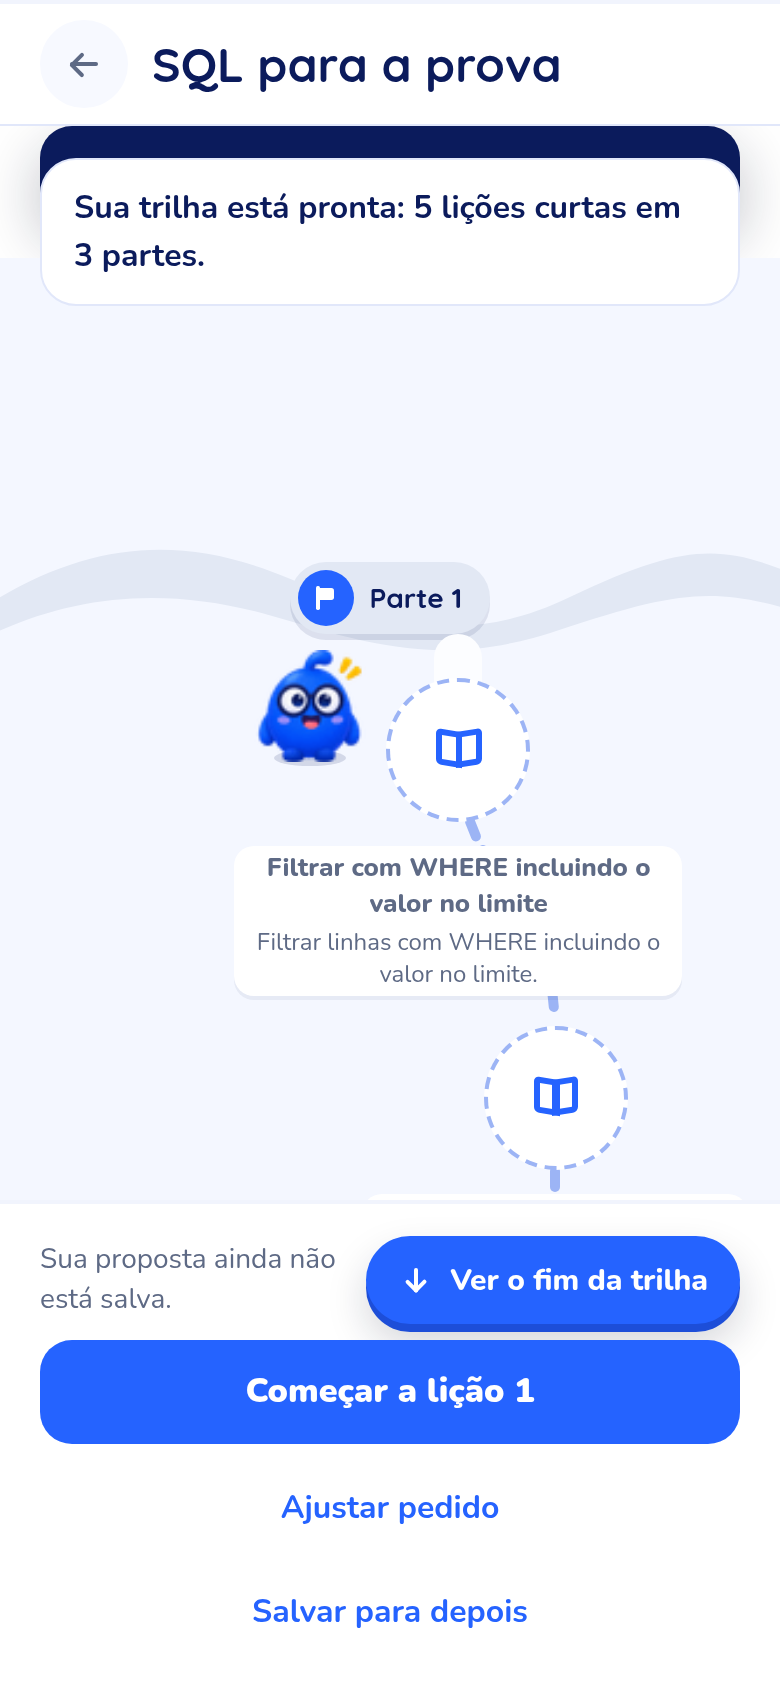 SQL para a prova
Sua trilha está pronta: 5 lições curtas em
3 partes.
Parte 1
Filtrar com WHERE incluindo o
valor no limite
Filtrar linhas com WHERE incluindo o
valor no limite.
Sua proposta ainda não
está salva.
Ver o fim da trilha
Começar a lição 1
Ajustar pedido
Salvar para depois